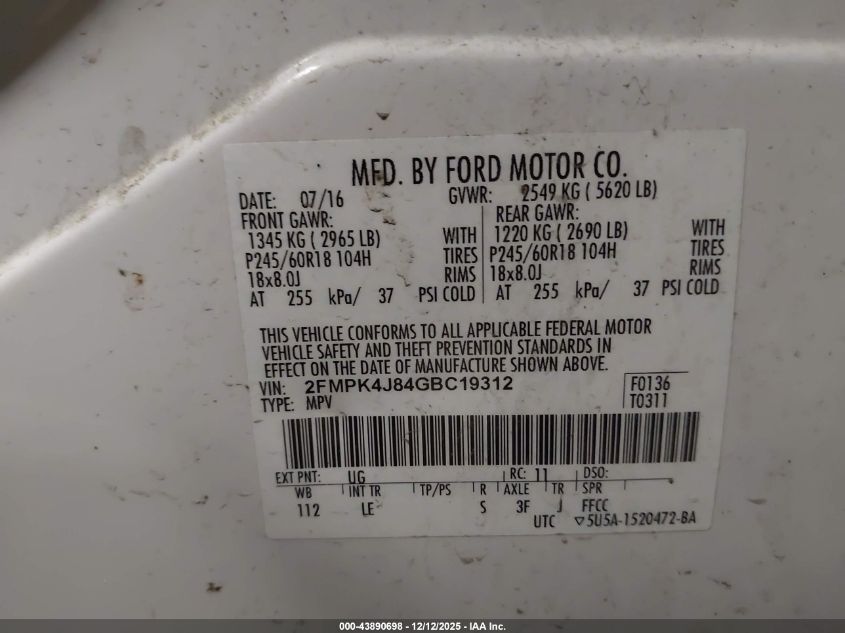 MFD. BY FORD MOTOR CO.
DATE: 07/16 GVWR: 2549 KG ( 5620 LB)
FRONT GAWR: REAR GAWR:
1345 KG ( 2965 LB) WITH 1220 KG ( 2690 LB) WITH
P245/60R18 104H TIRES P245/60R18 104H TIRES
18x8.0J RIMS 18x8.0J RIMS
AT 255 kPa/ 37 PSI COLD AT 255 kPa/ 37 PSI COLD
THIS VEHICLE CONFORMS TO ALL APPLICABLE FEDERAL MOTOR
VEHICLE SAFETY AND THEFT PREVENTION STANDARDS IN
EFFECT ON THE DATE OF MANUFACTURE SHOWN ABOVE.
VIN: 2FMPK4J84GBC19312 F0136
TYPE: MPV T0311
EXT PNT: UG RC: 11 DSO:
WB INT TR TP/PS R AXLE TR SPR
112 LE S 3F J FFCC
UTC ▽5U5A-1520472-BA
000-43890698 - 12/12/2025 - IAA Inc.